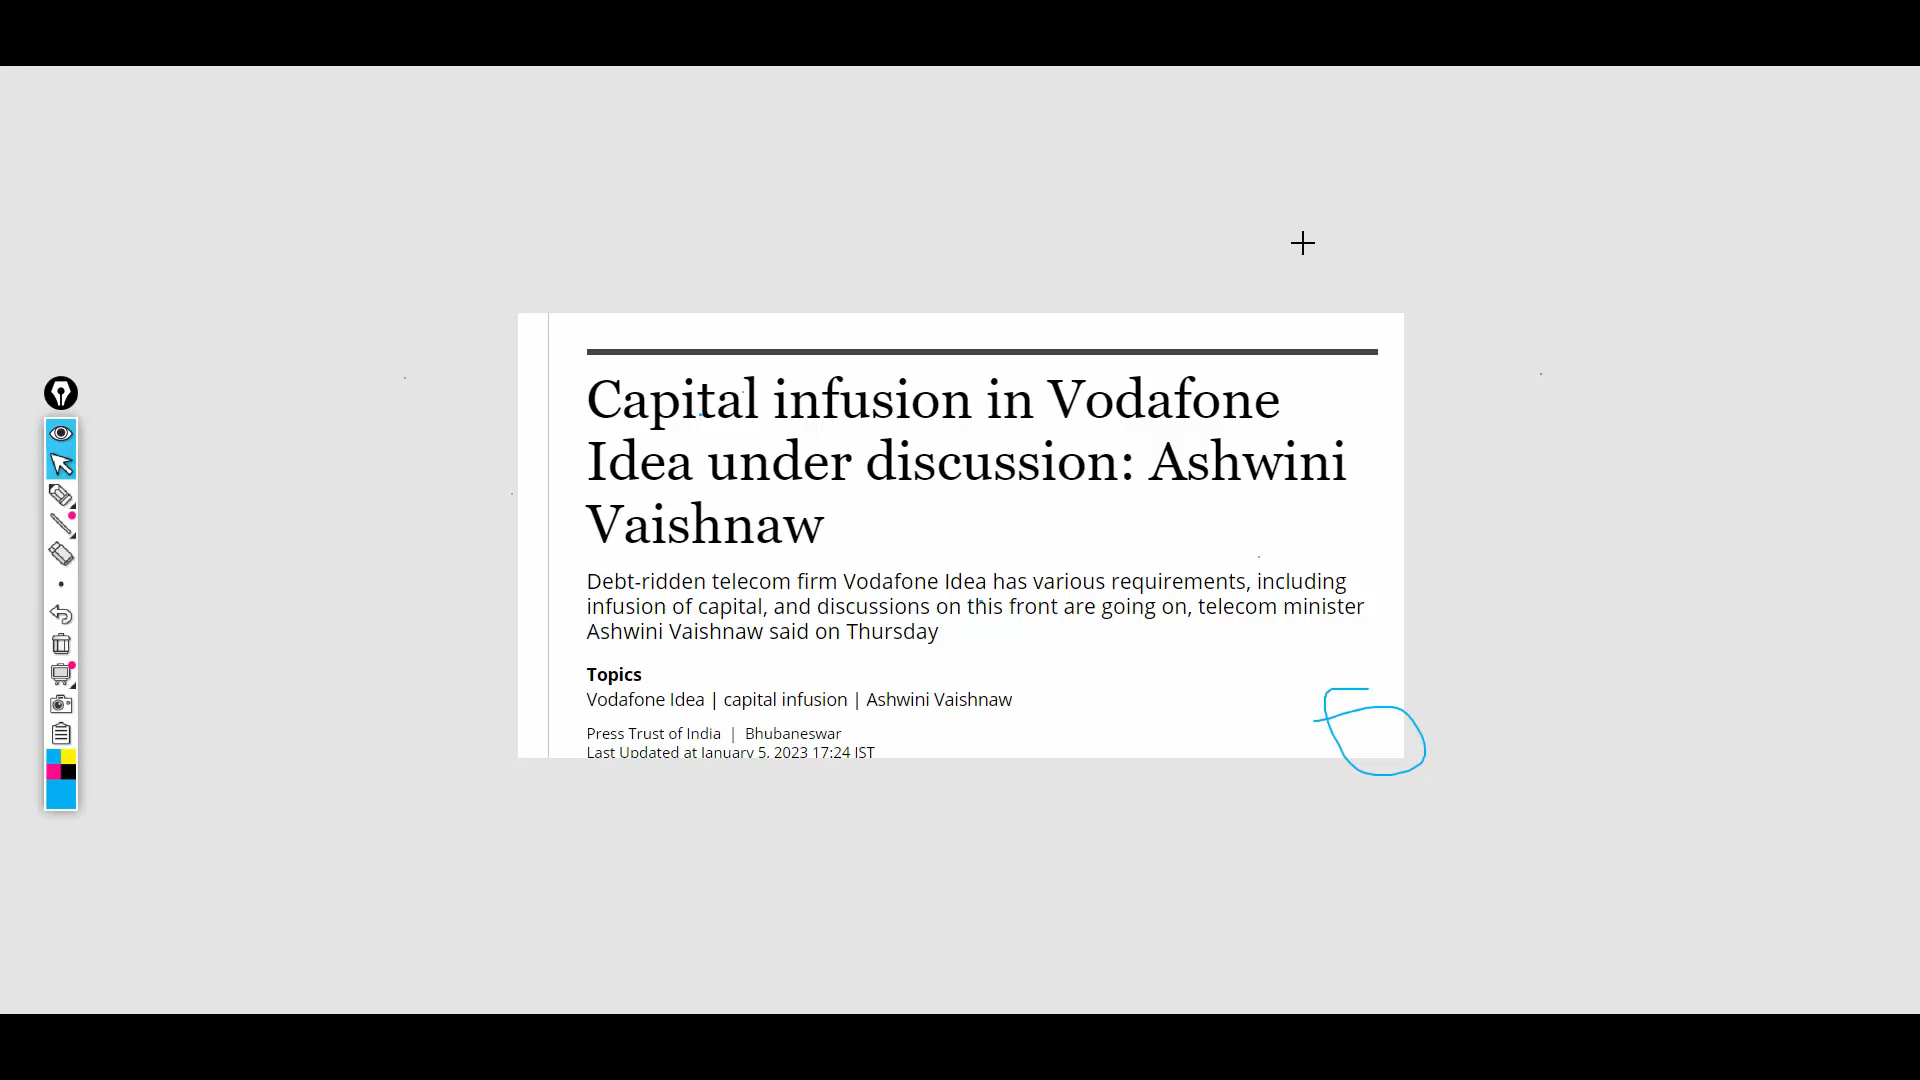 Capital infusion in Vodafone
Idea under discussion: Ashwini
Vaishnaw
Debt-ridden telecom firm Vodafone Idea has various requirements, including
infusion of capital, and discussions on this front are going on, telecom minister
Ashwini Vaishnaw said on Thursday
Topics
Vodafone Idea | capital infusion | Ashwini Vaishnaw
Press Trust of India | Bhubaneswar
Last Updated at January 5, 2023 17:24 IST